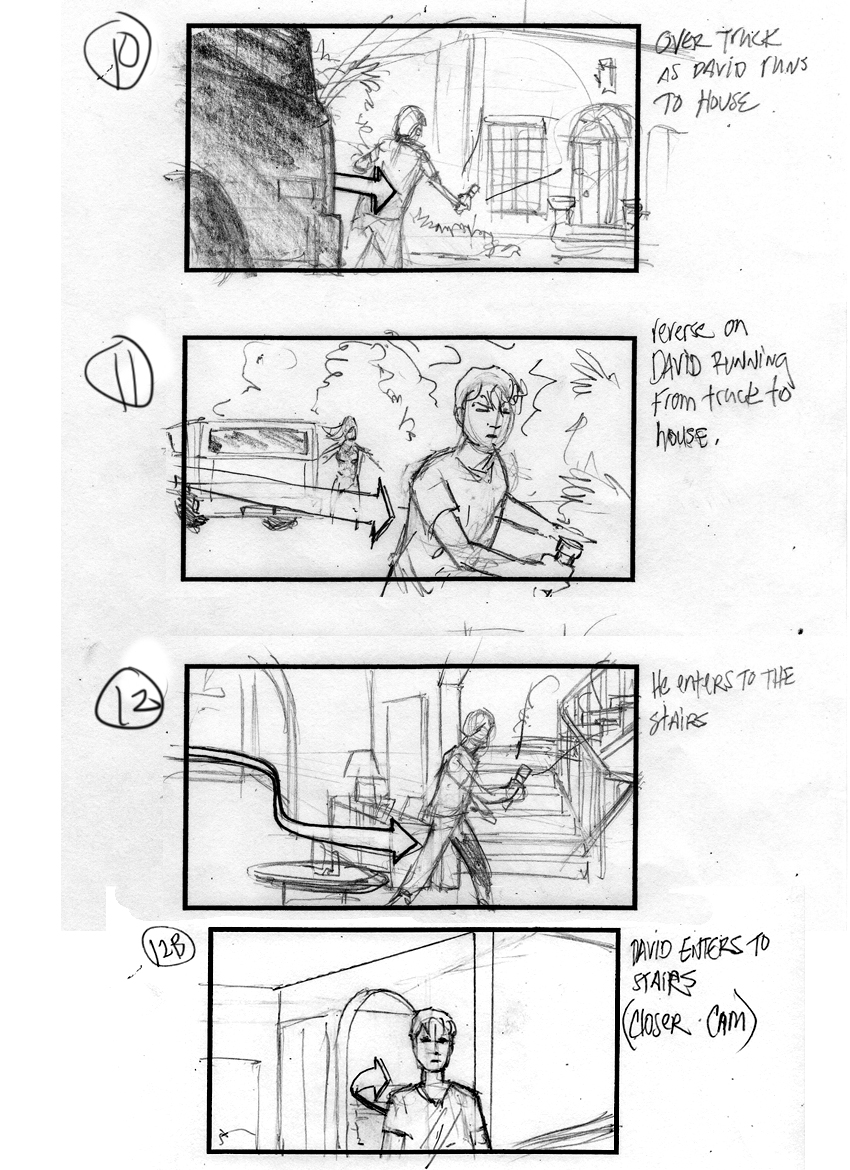 10
OVER TRUCK
AS DAVID RUNS
TO HOUSE
11
reverse on
DAVID RUNNING
from truck to
house.
12
He enters TO THE
STAIRS
12B
DAVID ENTERS TO
STAIRS
(CLOSER CAM)